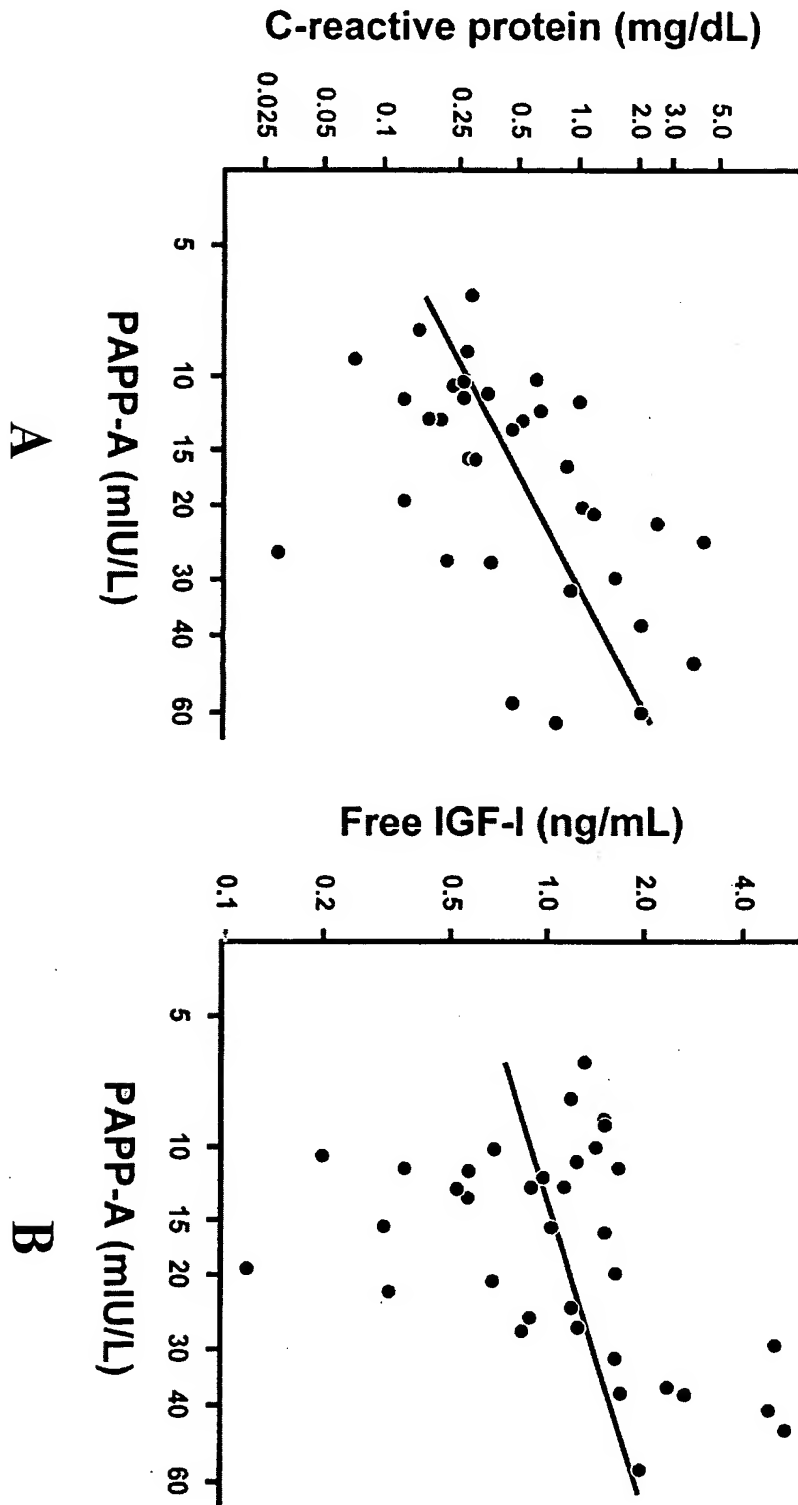 C-reactive protein (mg/dL)
5.0
3.0
2.0
1.0
0.5
0.25
0.1
0.05
0.025
5 10 15 20 30 40 60
PAPP-A (mIU/L)
A
Free IGF-I (ng/mL)
4.0
2.0
1.0
0.5
0.2
0.1
5 10 15 20 30 40 60
PAPP-A (mIU/L)
B